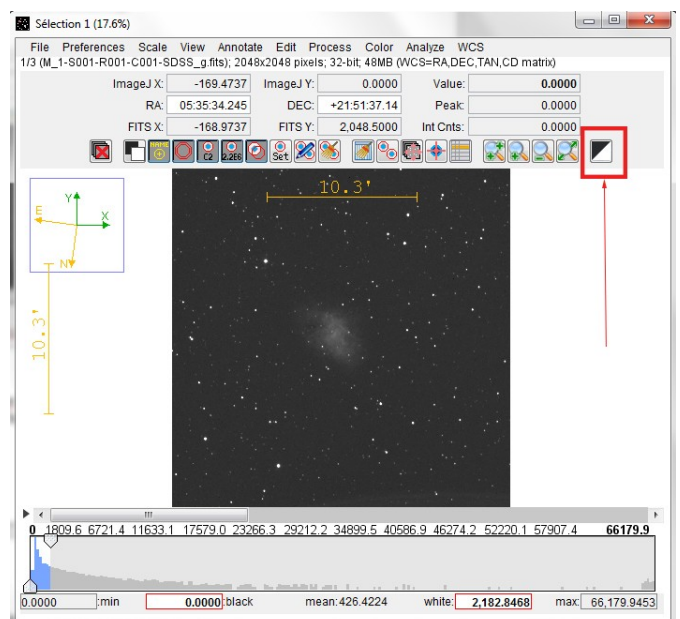 Sélection 1 (17.6%)
File Preferences Scale View Annotate Edit Process Color Analyze WCS
1/3 (M_1-S001-R001-C001-SDSS_g.fits); 2048x2048 pixels; 32-bit; 48MB (WCS=RA,DEC,TAN,CD matrix)
ImageJ X: -169.4737 ImageJ Y: 0.0000 Value: 0.0000
RA: 05:35:34.245 DEC: +21:51:37.14 Peak: 0.0000
FITS X: -168.9737 FITS Y: 2,048.5000 Int Cnts: 0.0000
NAME C2 2.2E6 Set
10.3'
Y
E X
N
10.3'
0 1809.6 6721.4 11633.1 17579.0 23266.3 29212.2 34899.5 40586.9 46274.2 52220.1 57907.4 66179.9
0.0000 :min 0.0000 :black mean: 426.4224 white: 2,182.8468 max: 66,179.9453